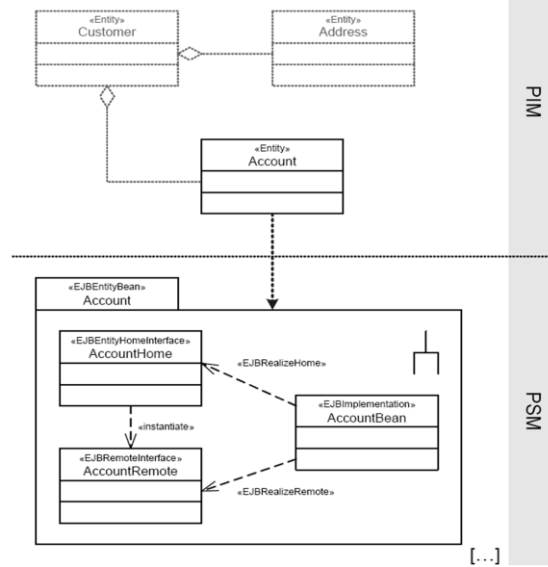 «Entity»
Customer
«Entity»
Address
PIM
«Entity»
Account
«EJBEntityBean»
Account
«EJBEntityHomeInterface»
AccountHome
«EJBRealizeHome»
«EJBImplementation»
AccountBean
PSM
«instantiate»
«EJBRemoteInterface»
AccountRemote
«EJBRealizeRemote»
[...]